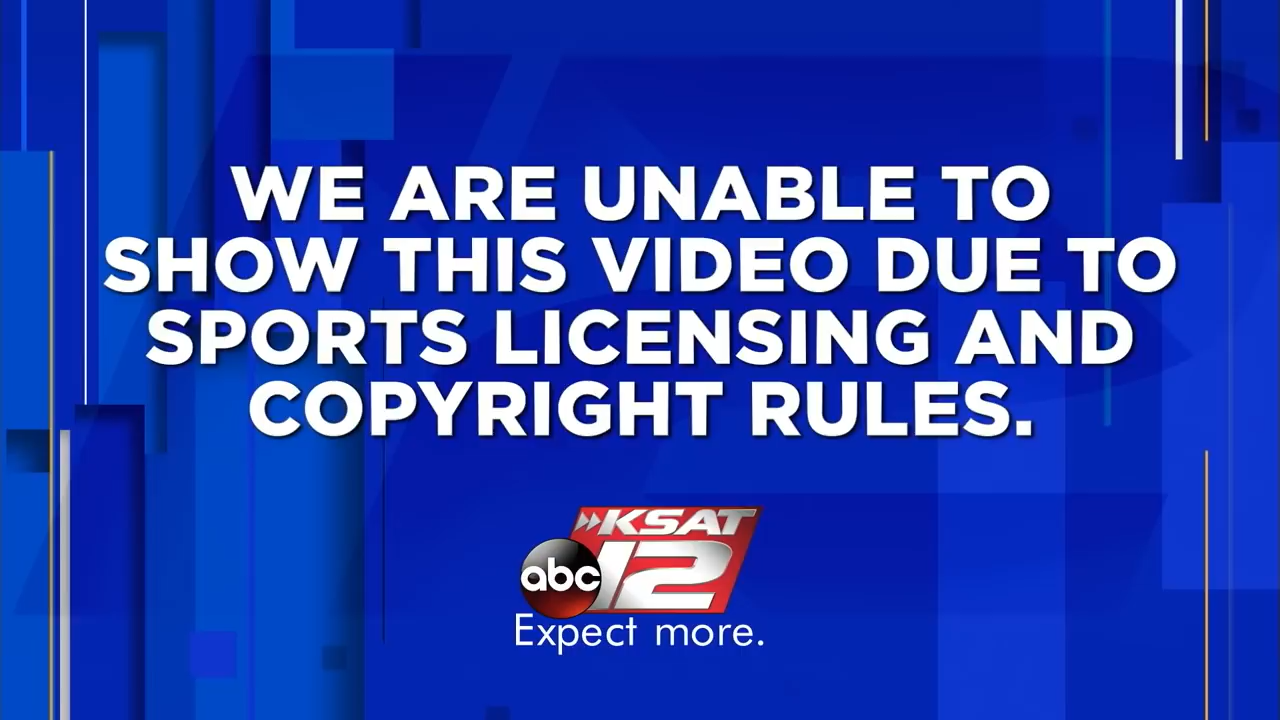 WE ARE UNABLE TO
SHOW THIS VIDEO DUE TO
SPORTS LICENSING AND
COPYRIGHT RULES.
KSAT
abc 12
Expect more.